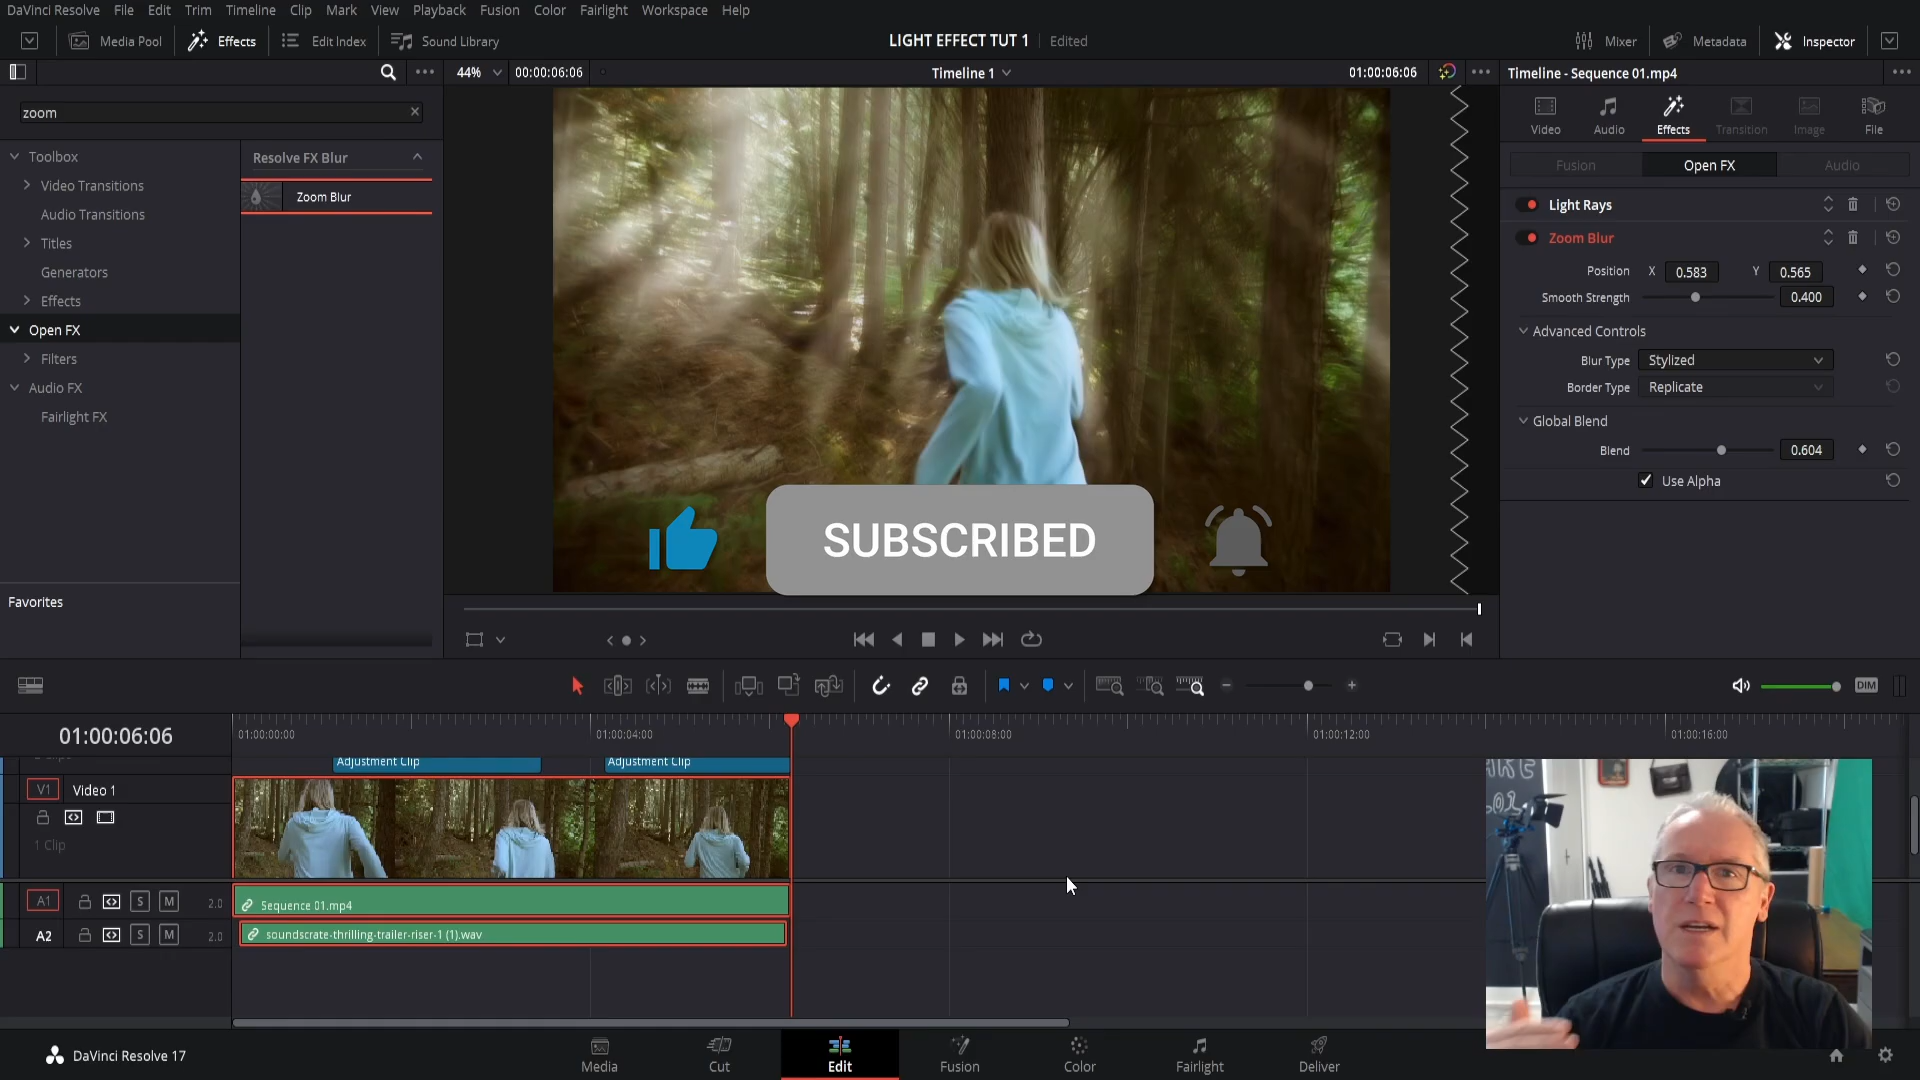 DaVinci Resolve File Edit Trim Timeline Clip Mark View Playback Fusion Color Fairlight Workspace Help
Media Pool Effects Edit Index Sound Library LIGHT EFFECT TUT 1 Edited Mixer Metadata Inspector
44% 00:00:06:06 Timeline 1 01:00:06:06 Timeline - Sequence 01.mp4
zoom
Video Audio Effects Transition Image File
Toolbox
Video Transitions
Audio Transitions
Titles
Generators
Effects
Open FX
Filters
Audio FX
Fairlight FX
Favorites
Resolve FX Blur
Zoom Blur
SUBSCRIBED
Fusion Open FX Audio
Light Rays
Zoom Blur
Position X 0.583 Y 0.565
Smooth Strength 0.400
Advanced Controls
Blur Type Stylized
Border Type Replicate
Global Blend
Blend 0.604
Use Alpha
DIM
01:00:06:06 01:00:00:00 01:00:04:00 01:00:08:00 01:00:12:00 01:00:16:00
Adjustment Clip Adjustment Clip
V1 Video 1
1 Clip
A1 S M 2.0 Sequence 01.mp4
A2 S M 2.0 soundscrate-thrilling-trailer-riser-1 (1).wav
DaVinci Resolve 17 Media Cut Edit Fusion Color Fairlight Deliver